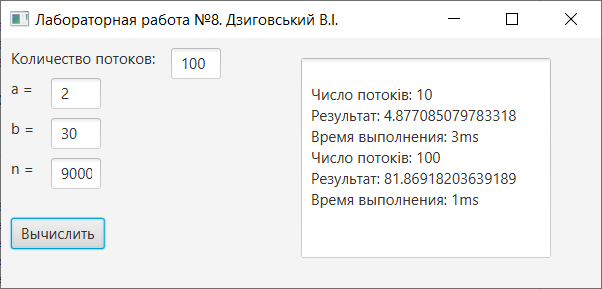 Лабораторная работа №8. Дзиговський В.І.
Количество потоков: 100
a = 2
b = 30
n = 9000
Вычислить
Число потоків: 10
Результат: 4.877085079783318
Время выполнения: 3ms
Число потоків: 100
Результат: 81.86918203639189
Время выполнения: 1ms